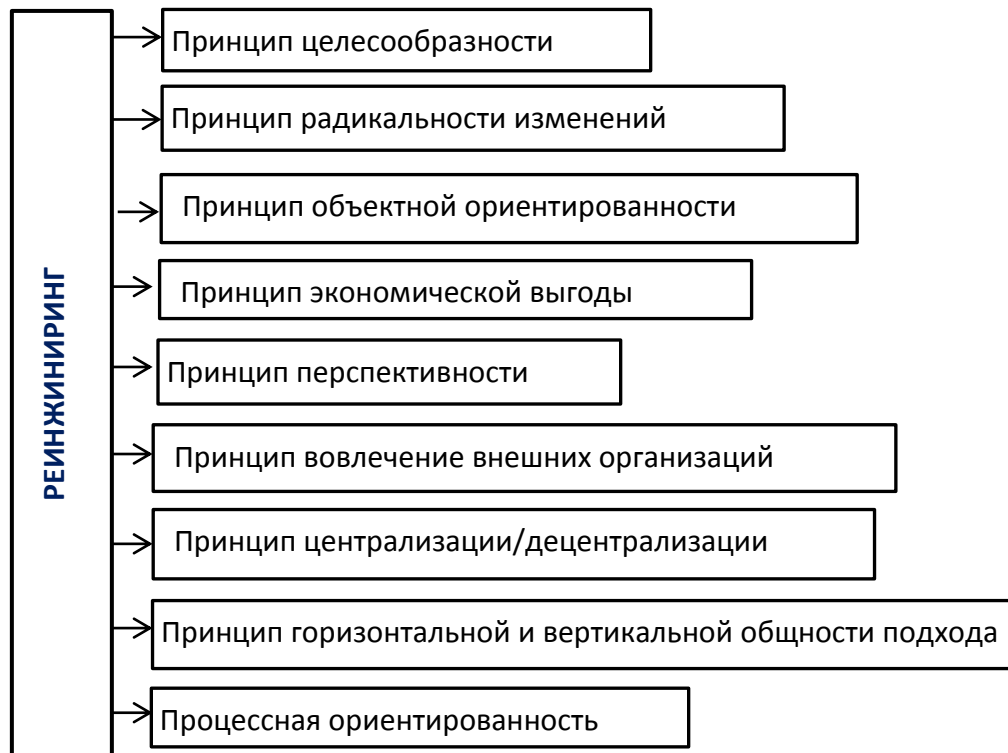 РЕИНЖИНИРИНГ
Принцип целесообразности
Принцип радикальности изменений
Принцип объектной ориентированности
Принцип экономической выгоды
Принцип перспективности
Принцип вовлечение внешних организаций
Принцип централизации/децентрализации
Принцип горизонтальной и вертикальной общности подхода
Процессная ориентированность